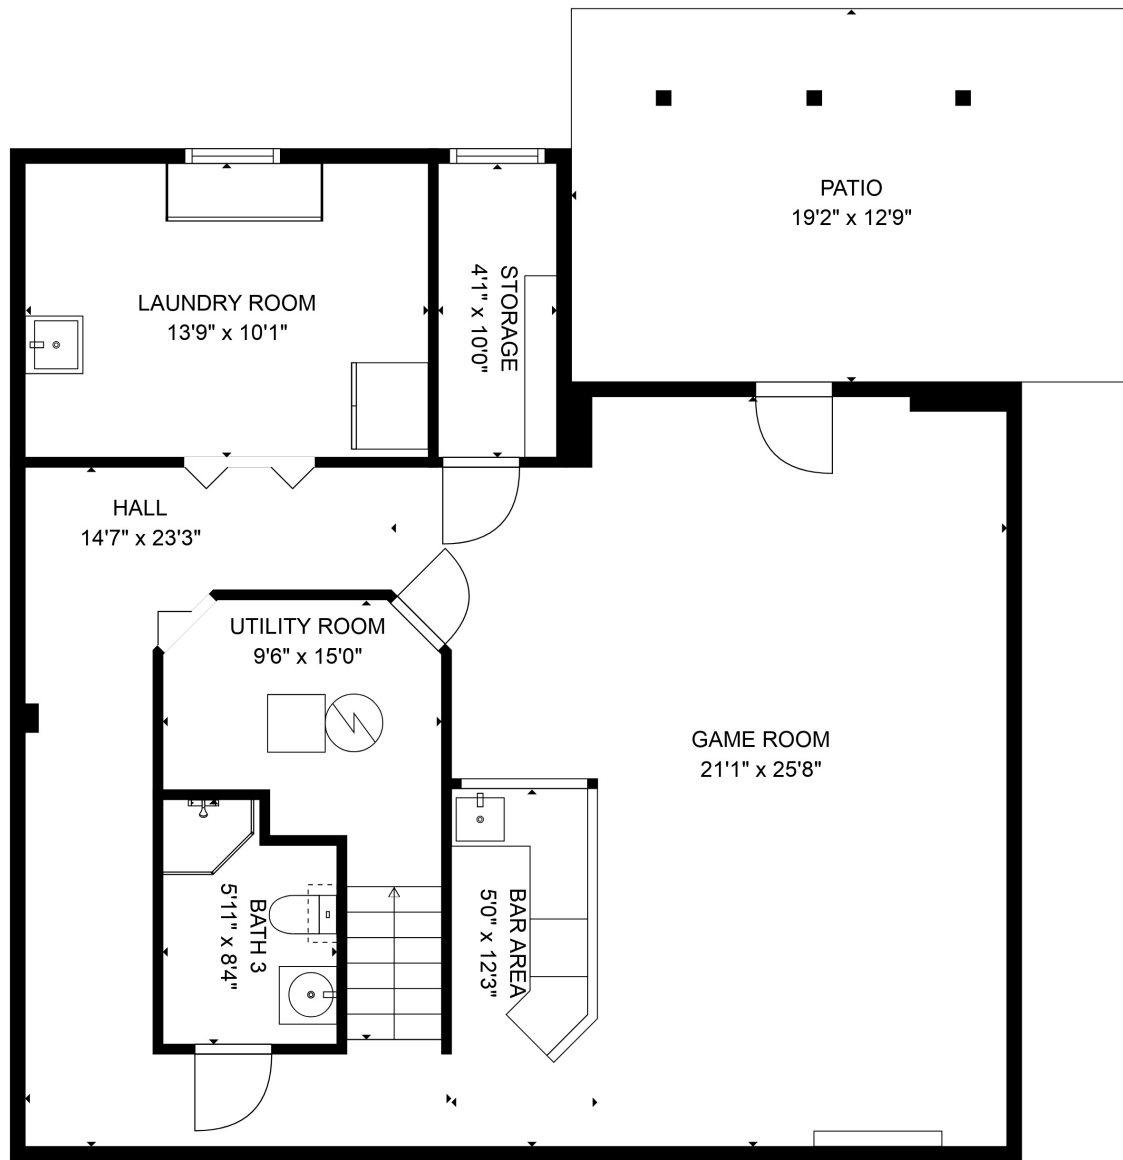 PATIO
19'2" x 12'9"
LAUNDRY ROOM
13'9" x 10'1"
STORAGE
4'1" x 10'0"
HALL
14'7" x 23'3"
UTILITY ROOM
9'6" x 15'0"
GAME ROOM
21'1" x 25'8"
BATH 3
5'11" x 8'4"
BAR AREA
5'0" x 12'3"